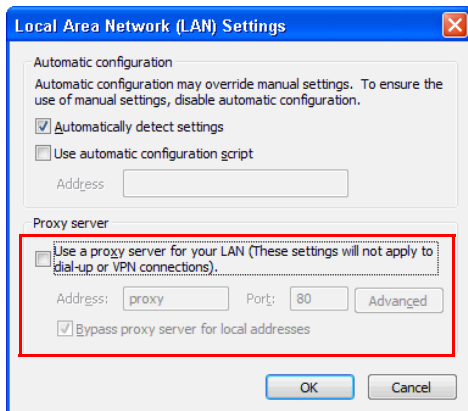 Local Area Network (LAN) Settings
Automatic configuration
Automatic configuration may override manual settings. To ensure the
use of manual settings, disable automatic configuration.
Automatically detect settings
Use automatic configuration script
Address
Proxy server
Use a proxy server for your LAN (These settings will not apply to
dial-up or VPN connections).
Address: proxy Port: 80 Advanced
Bypass proxy server for local addresses
OK Cancel